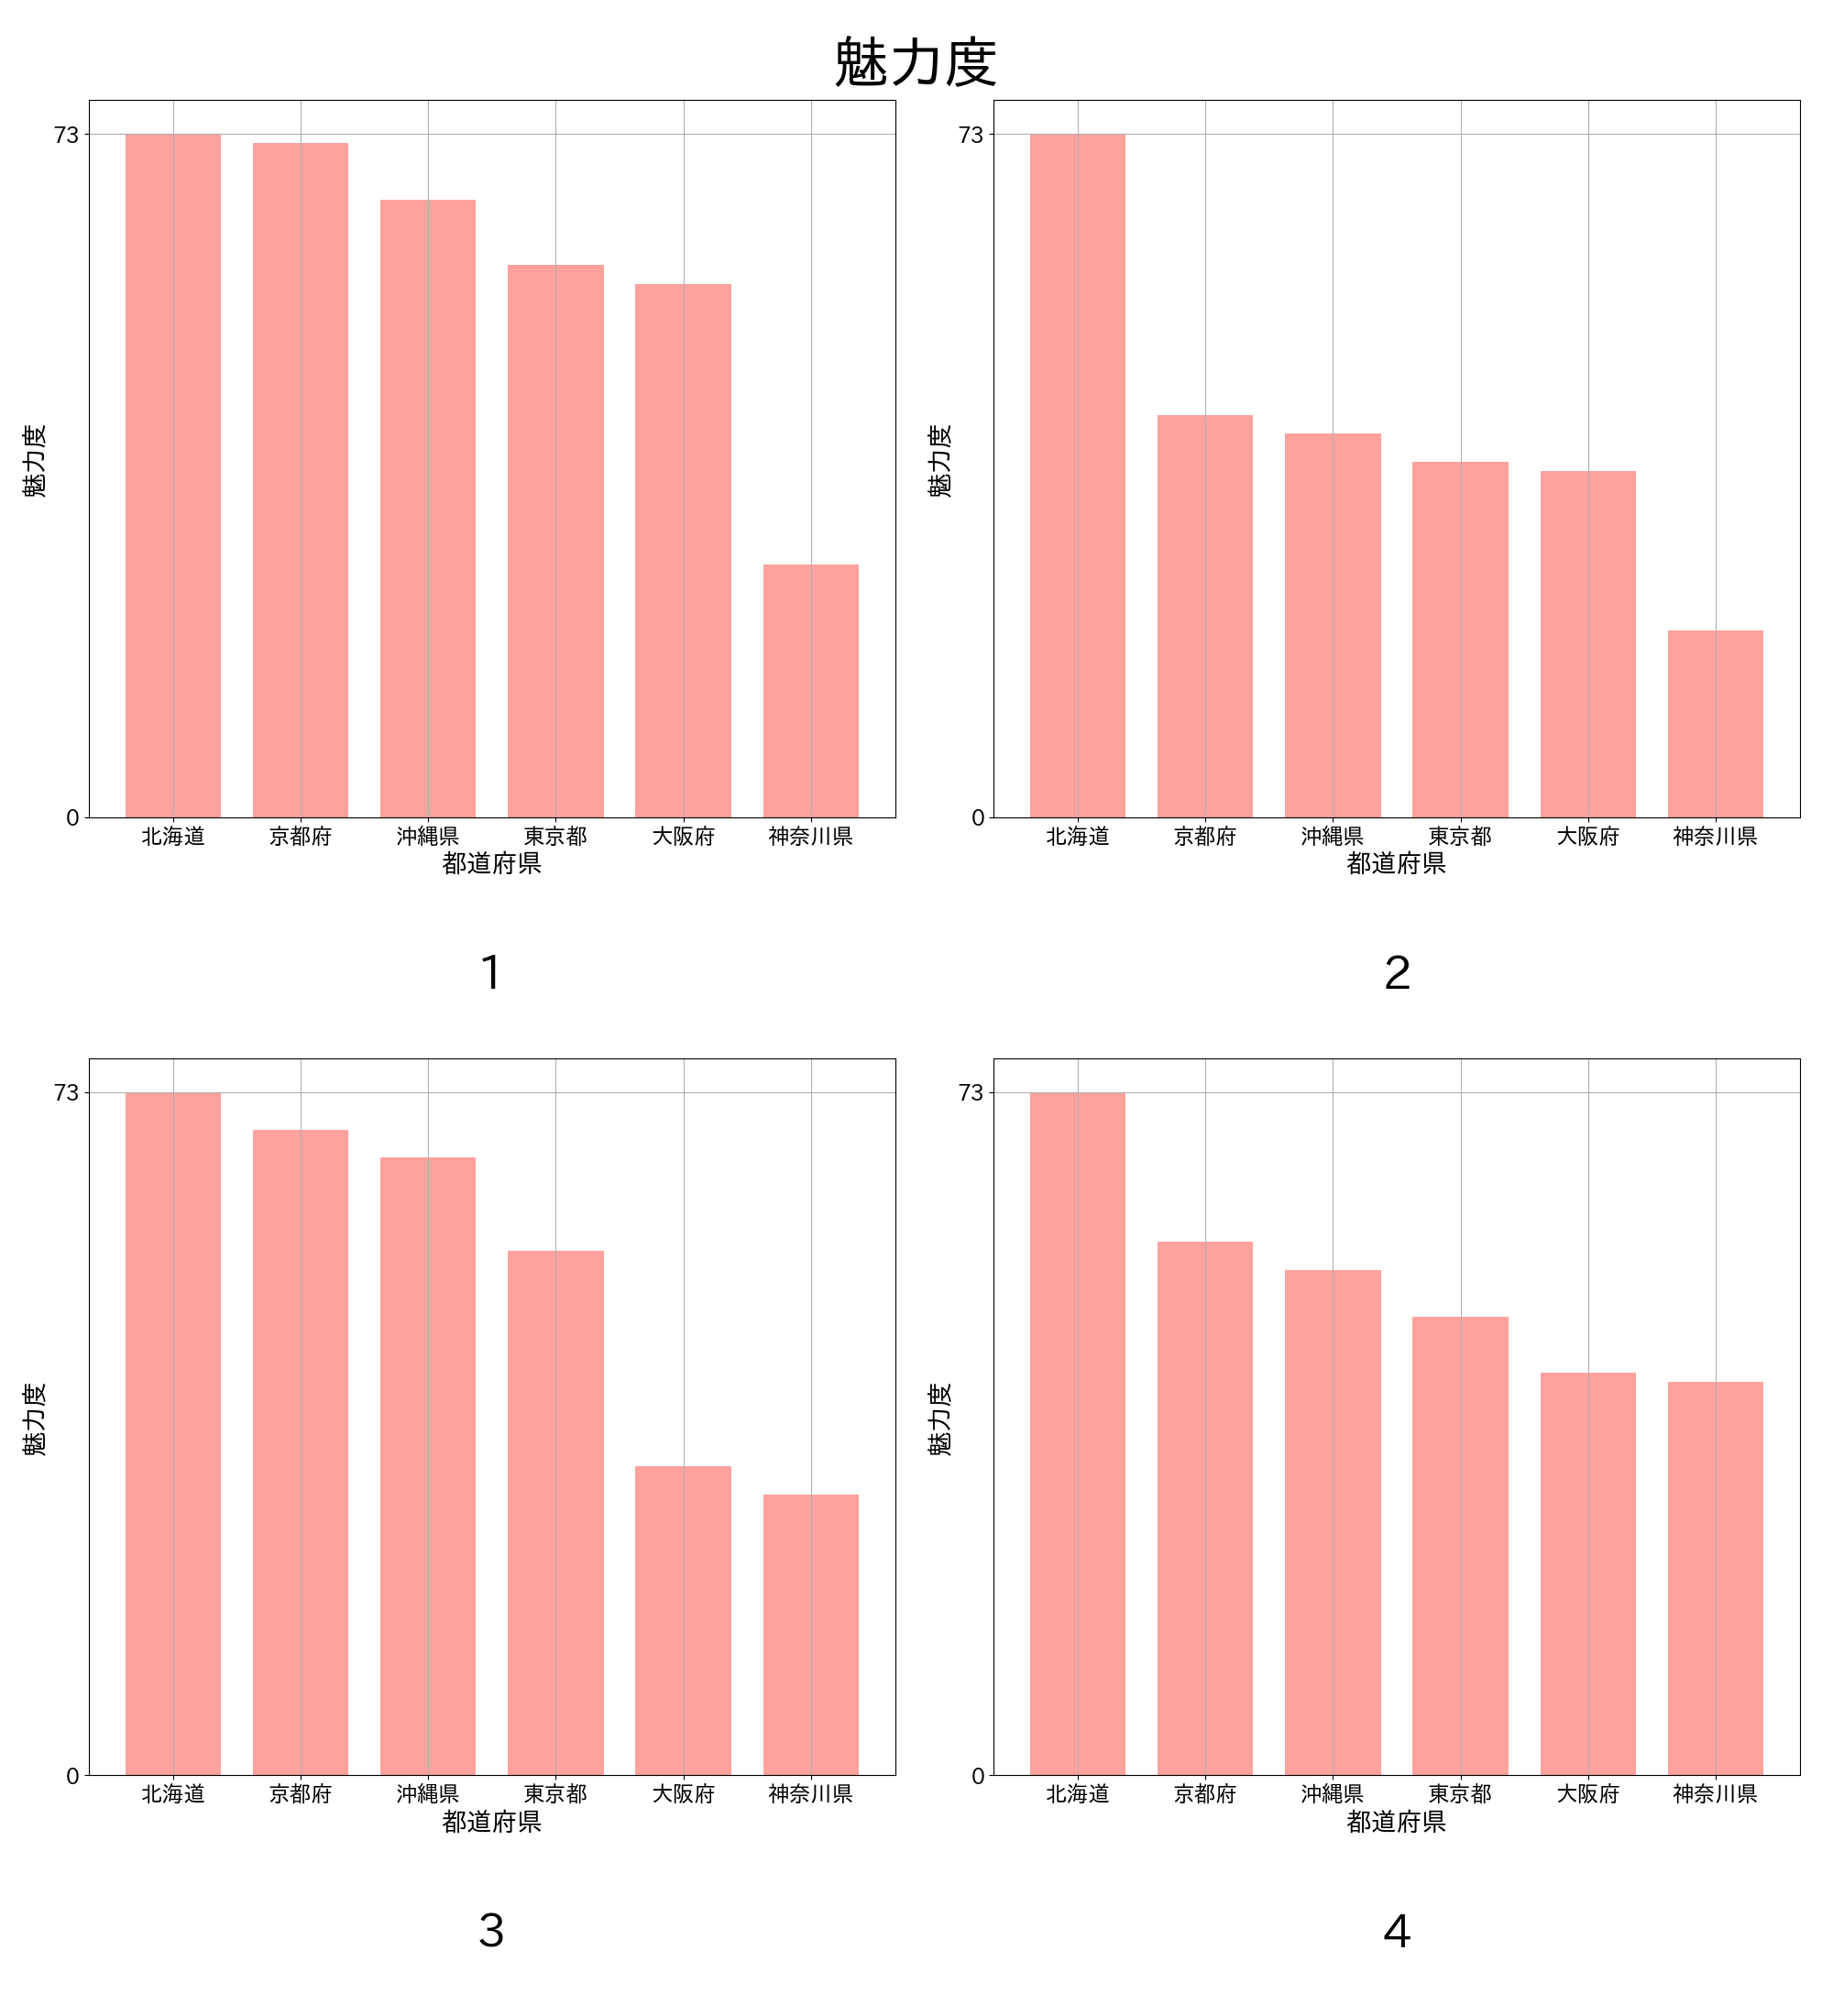 魅力度
73
0
魅力度
北海道 京都府 沖縄県 東京都 大阪府 神奈川県
都道府県
1
73
0
魅力度
北海道 京都府 沖縄県 東京都 大阪府 神奈川県
都道府県
2
73
0
魅力度
北海道 京都府 沖縄県 東京都 大阪府 神奈川県
都道府県
3
73
0
魅力度
北海道 京都府 沖縄県 東京都 大阪府 神奈川県
都道府県
4